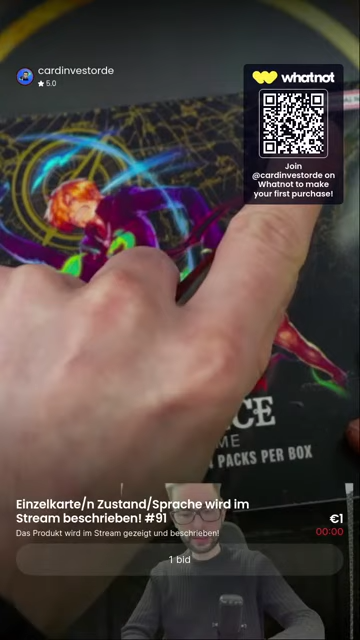 cardinvestorde
5.0
whatnot
Join
@cardinvestorde on
Whatnot to make
your first purchase!
CE
ME
PACKS PER BOX
Einzelkarte/n Zustand/Sprache wird im
Stream beschrieben! #91
€1
Das Produkt wird im Stream gezeigt und beschrieben!
00:00
1 bid